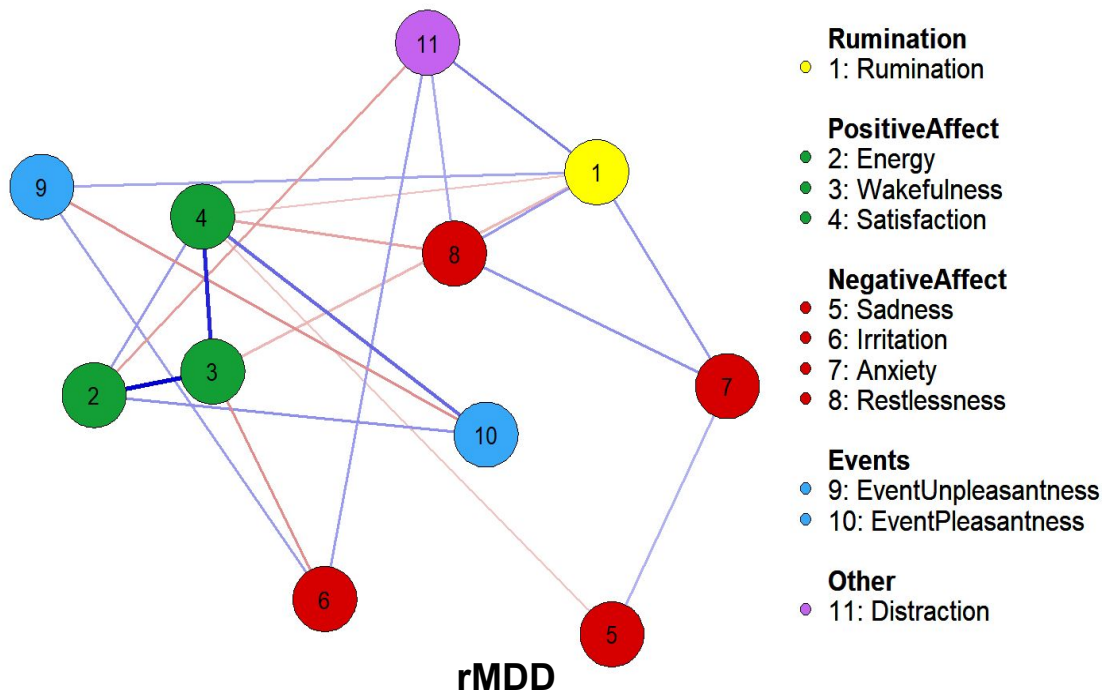 11
9
4
1
8
3
2
7
10
6
5
rMDD
Rumination
1: Rumination
PositiveAffect
2: Energy
3: Wakefulness
4: Satisfaction
NegativeAffect
5: Sadness
6: Irritation
7: Anxiety
8: Restlessness
Events
9: EventUnpleasantness
10: EventPleasantness
Other
11: Distraction